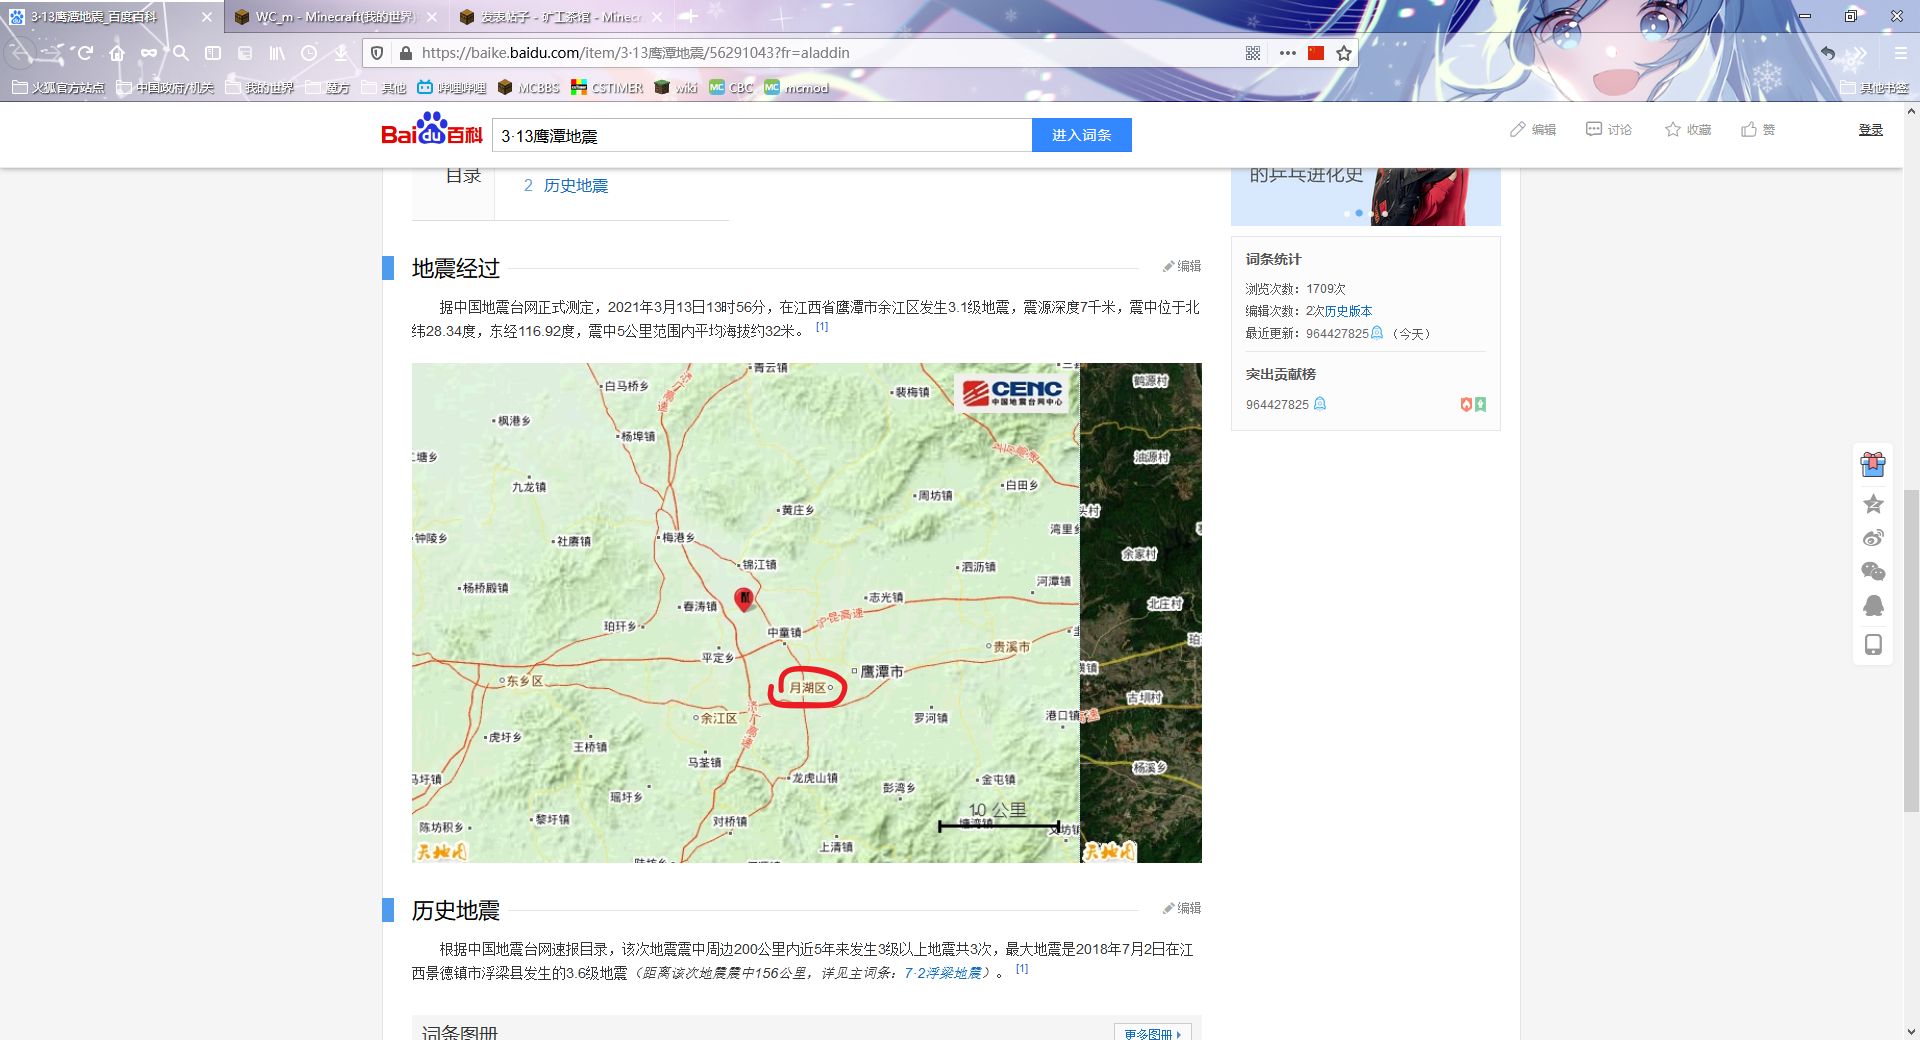 3·13鹰潭地震_百度百科
WC_m - Minecraft(我的世界)
发表帖子 - 矿工茶馆 - Minecr
https://baike.baidu.com/item/3·13鹰潭地震/56291043?fr=aladdin
火狐官方站点 中国政府/机关 我的世界 魔方 其他 哔哩哔哩 MCBBS CSTIMER wiki CBC mcmod 其他书签
Baidu百科 3·13鹰潭地震 进入词条 编辑 讨论 收藏 赞 登录
目录
2 历史地震
的乒乓进化史
地震经过
编辑
据中国地震台网正式测定，2021年3月13日13时56分，在江西省鹰潭市余江区发生3.1级地震，震源深度7千米，震中位于北
纬28.34度，东经116.92度，震中5公里范围内平均海拔约32米。 [1]
词条统计
浏览次数：1709次
编辑次数：2次历史版本
最近更新：964427825（今天）
突出贡献榜
964427825
青云镇
白马桥乡
裴梅镇
CENC
中国地震台网中心
鹤源村
枫港乡
杨埠镇
油源村
九龙镇
白田乡
周坊镇
黄庄乡
头村
湾里乡
钟陵乡
社赓镇
梅港乡
余家村
锦江镇
泗沥镇
河潭镇
杨桥殿镇
志光镇
春涛镇
北庄村
沪昆高速
珀玕乡
中童镇
贵溪市
平定乡
鹰潭市
东乡区
月湖区
古坝村
余江区
济广高速
罗河镇
港口镇
虎圩乡
王桥镇
马荃镇
杨溪乡
龙虎山镇
金屯镇
彭湾乡
瑶圩乡
10 公里
黎圩镇
对桥镇
塘湾镇
文坊镇
陈坊积乡
上清镇
天地图
天地图
历史地震
编辑
根据中国地震台网速报目录，该次地震震中周边200公里内近5年来发生3级以上地震共3次，最大地震是2018年7月2日在江
西景德镇市浮梁县发生的3.6级地震（距离该次地震震中156公里，详见主词条：7·2浮梁地震）。 [1]
词条图册
更多图册